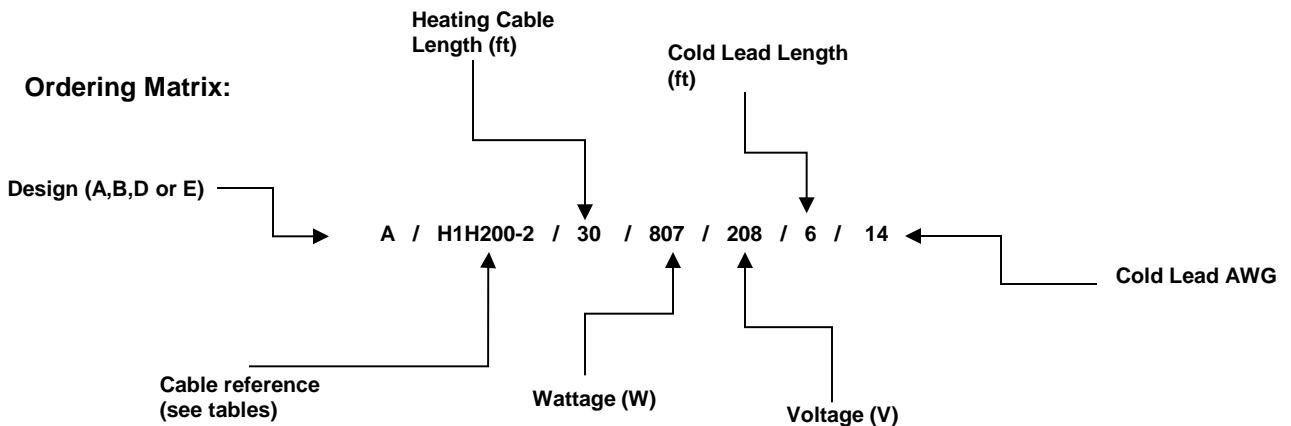 Heating Cable
Length (ft)
Cold Lead Length
(ft)
Ordering Matrix:
Design (A,B,D or E)
A / H1H200-2 / 30 / 807 / 208 / 6 / 14
Cold Lead AWG
Cable reference
(see tables)
Wattage (W)
Voltage (V)